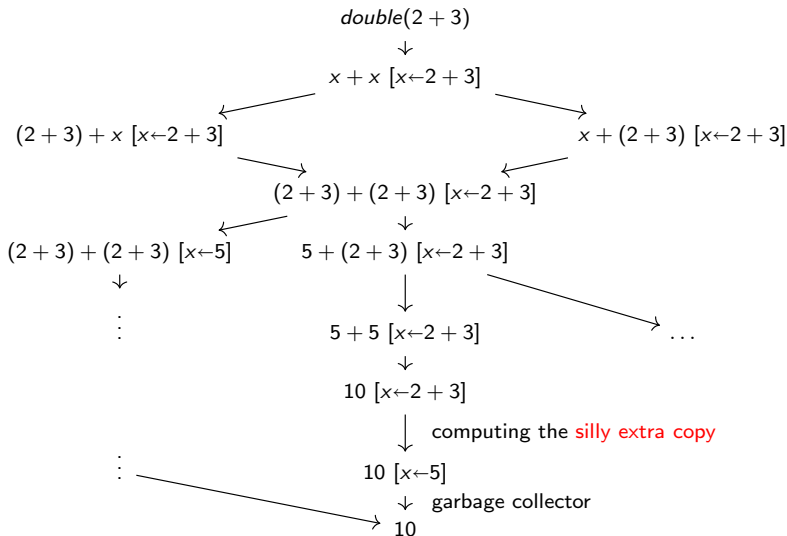 double(2 + 3)
x + x [x←2 + 3]
(2 + 3) + x [x←2 + 3]
x + (2 + 3) [x←2 + 3]
(2 + 3) + (2 + 3) [x←2 + 3]
(2 + 3) + (2 + 3) [x←5]
5 + (2 + 3) [x←2 + 3]
⋮
5 + 5 [x←2 + 3]
...
10 [x←2 + 3]
computing the silly extra copy
⋮
10 [x←5]
garbage collector
10